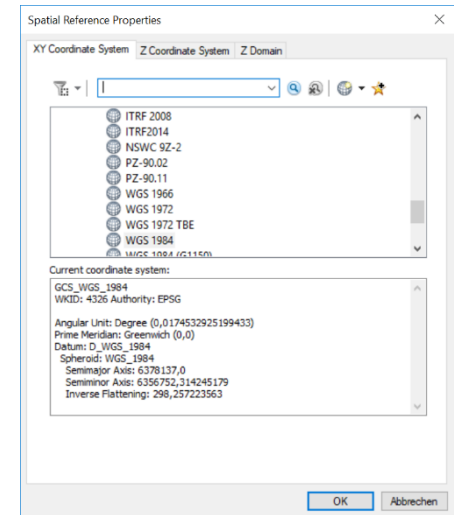 Spatial Reference Properties
XY Coordinate System Z Coordinate System Z Domain
ITRF 2008
ITRF2014
NSWC 9Z-2
PZ-90.02
PZ-90.11
WGS 1966
WGS 1972
WGS 1972 TBE
WGS 1984
WGS 1984 (G1150)
Current coordinate system:
GCS_WGS_1984
WKID: 4326 Authority: EPSG
Angular Unit: Degree (0,0174532925199433)
Prime Meridian: Greenwich (0,0)
Datum: D_WGS_1984
Spheroid: WGS_1984
Semimajor Axis: 6378137,0
Semiminor Axis: 6356752,314245179
Inverse Flattening: 298,257223563
OK Abbrechen